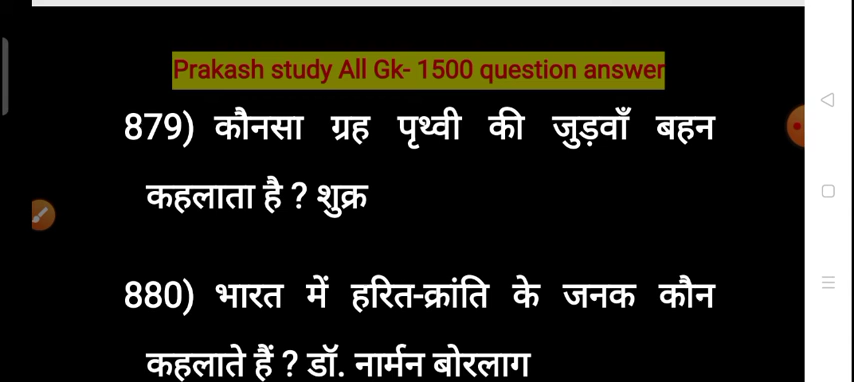 Prakash study All Gk- 1500 question answer
879) कौनसा ग्रह पृथ्वी की जुड़वाँ बहन
कहलाता है ? शुक्र
880) भारत में हरित-क्रांति के जनक कौन
कहलाते हैं ? डॉ. नार्मन बोरलाग